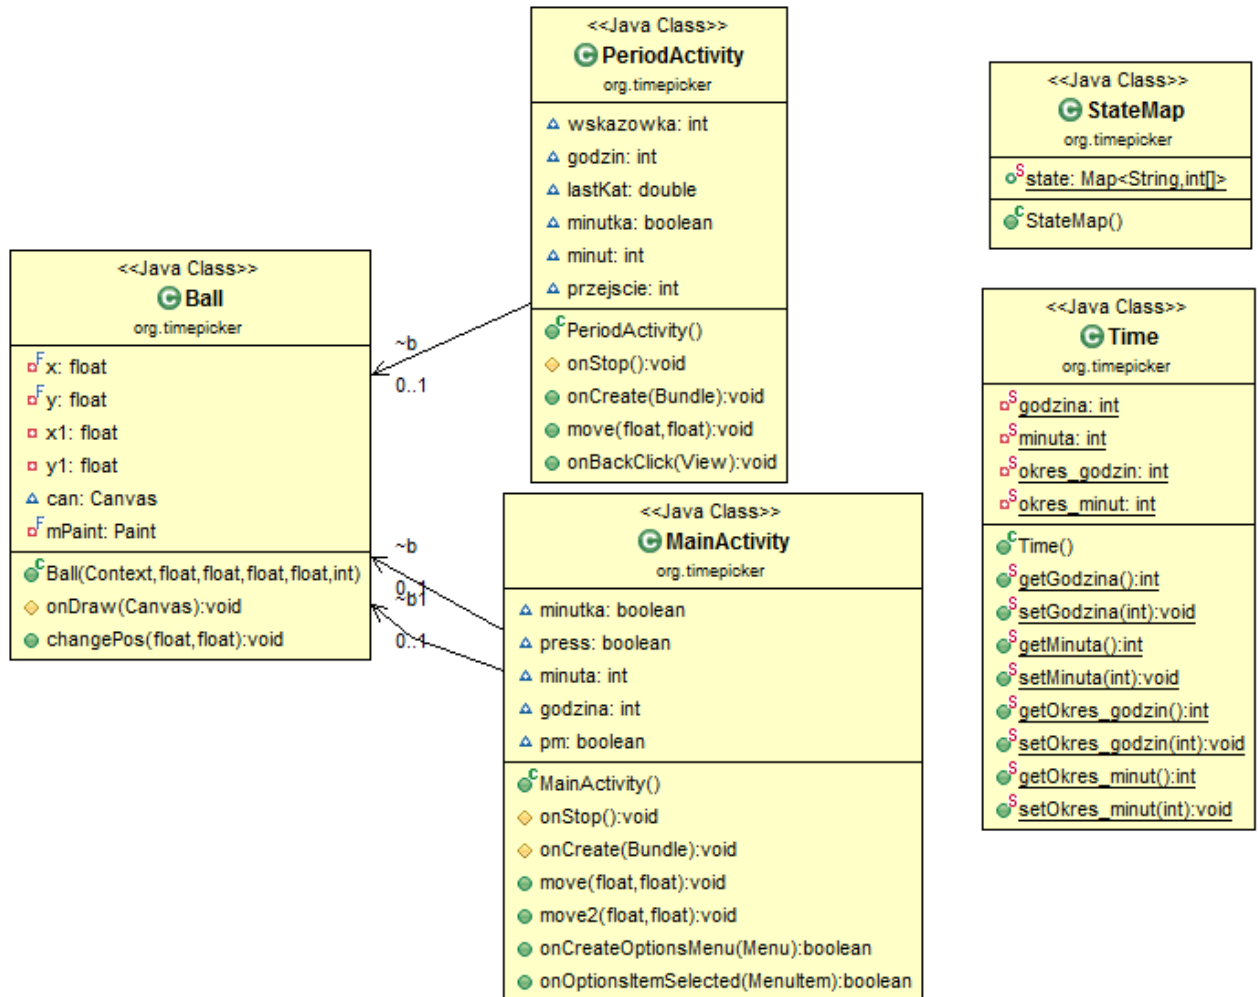 <<Java Class>>
PeriodActivity
org.timepicker
wskazowka: int
godzin: int
lastKat: double
minutka: boolean
minut: int
przejscie: int
PeriodActivity()
onStop():void
onCreate(Bundle):void
move(float,float):void
onBackClick(View):void
<<Java Class>>
StateMap
org.timepicker
state: Map<String,int[]>
StateMap()
<<Java Class>>
Ball
org.timepicker
x: float
y: float
x1: float
y1: float
can: Canvas
mPaint: Paint
Ball(Context,float,float,float,float,int)
onDraw(Canvas):void
changePos(float,float):void
~b
0..1
~b
0..1
~b1
0..1
<<Java Class>>
MainActivity
org.timepicker
minutka: boolean
press: boolean
minuta: int
godzina: int
pm: boolean
MainActivity()
onStop():void
onCreate(Bundle):void
move(float,float):void
move2(float,float):void
onCreateOptionsMenu(Menu):boolean
onOptionsItemSelected(MenuItem):boolean
<<Java Class>>
Time
org.timepicker
godzina: int
minuta: int
okres_godzin: int
okres_minut: int
Time()
getGodzina():int
setGodzina(int):void
getMinuta():int
setMinuta(int):void
getOkres_godzin():int
setOkres_godzin(int):void
getOkres_minut():int
setOkres_minut(int):void